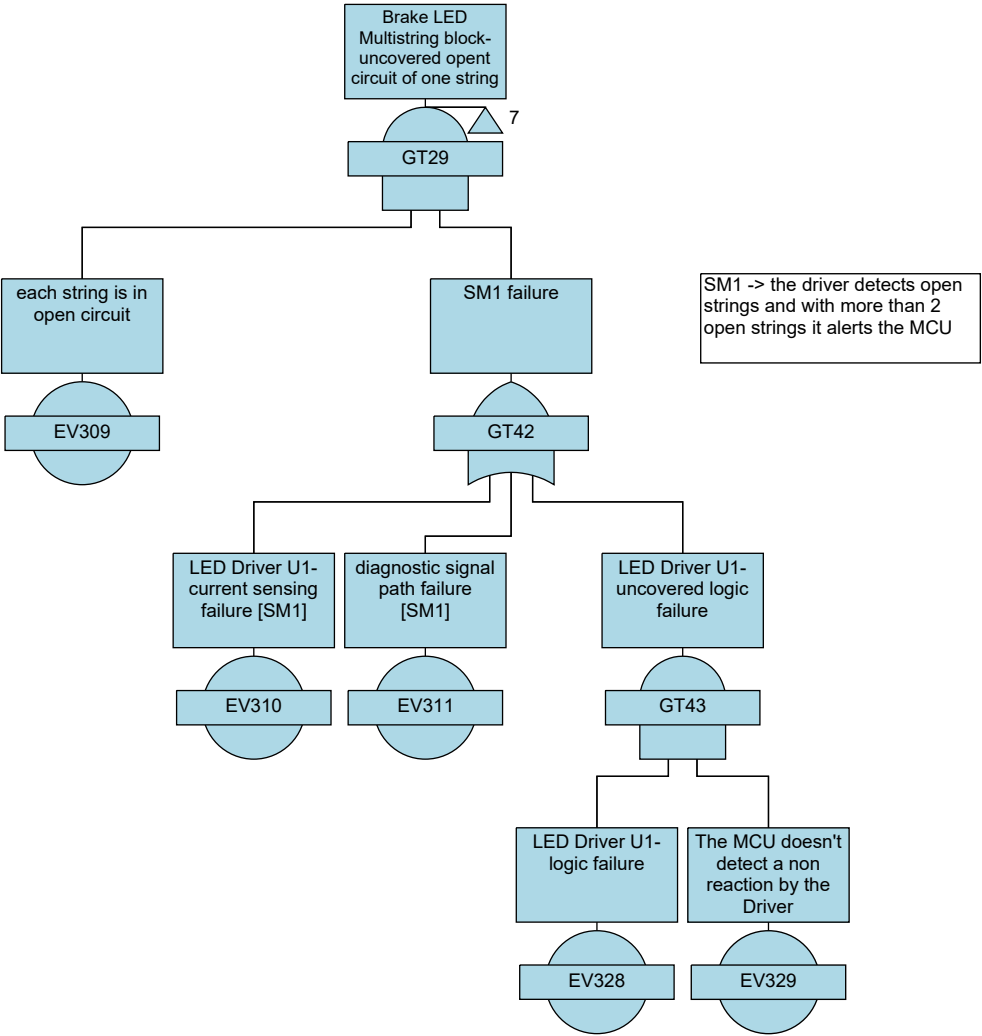 Brake LED
Multistring block-
uncovered opent
circuit of one string
7
GT29
each string is in
open circuit
SM1 failure
SM1 -> the driver detects open
strings and with more than 2
open strings it alerts the MCU
EV309
GT42
LED Driver U1-
current sensing
failure [SM1]
diagnostic signal
path failure
[SM1]
LED Driver U1-
uncovered logic
failure
EV310
EV311
GT43
LED Driver U1-
logic failure
The MCU doesn't
detect a non
reaction by the
Driver
EV328
EV329